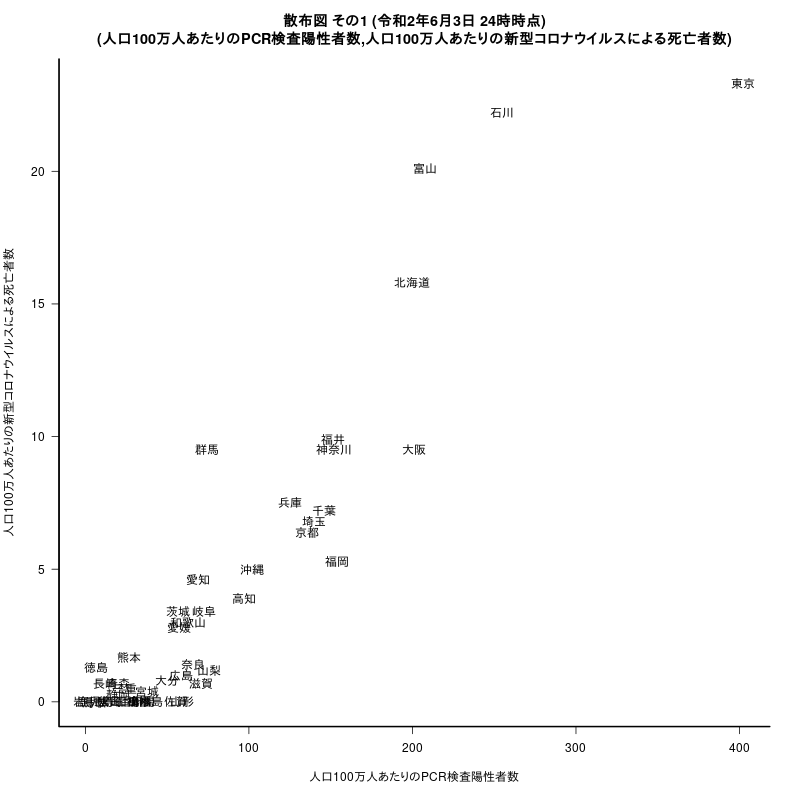 散布図 その1 (令和2年6月3日 24時時点)
(人口100万人あたりのPCR検査陽性者数,人口100万人あたりの新型コロナウイルスによる死亡者数)
東京
石川
富山
北海道
福井
群馬
神奈川
大阪
兵庫
千葉
埼玉
京都
福岡
沖縄
愛知
高知
茨城
岐阜
和歌山
愛媛
熊本
奈良
徳島
山梨
広島
大分
滋賀
長崎
青森
宮城
静岡
佐賀
山形
20
15
10
5
0
人口100万人あたりの新型コロナウイルスによる死亡者数
0
100
200
300
400
人口100万人あたりのPCR検査陽性者数